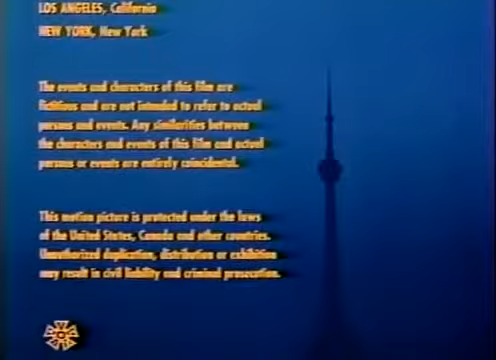 LOS ANGELES, California
NEW YORK, New York
The events and characters of this film are
fictitious and are not intended to refer to actual
persons and events. Any similarities between
the characters and events of this film and actual
persons or events are entirely coincidental.
This motion picture is protected under the laws
of the United States, Canada and other countries.
Unauthorized duplication, distribution or exhibition
may result in civil liability and criminal prosecution.